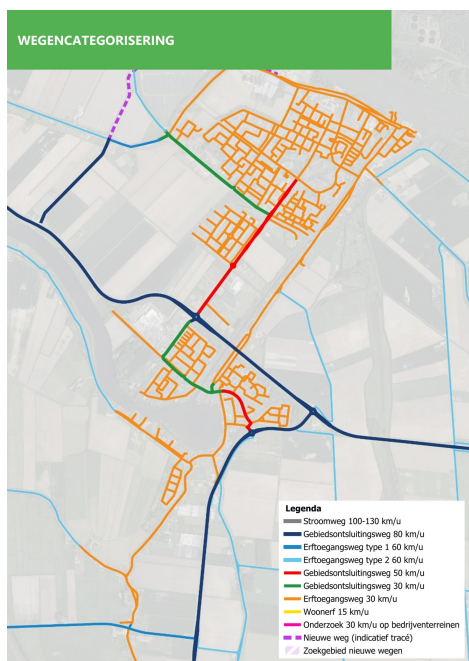 WEGENCATEGORISERING
Legenda
Stroomweg 100-130 km/u
Gebiedsontsluitingsweg 80 km/u
Erftoegangsweg type 1 60 km/u
Erftoegangsweg type 2 60 km/u
Gebiedsontsluitingsweg 50 km/u
Gebiedsontsluitingsweg 30 km/u
Erftoegangsweg 30 km/u
Woonerf 15 km/u
Onderzoek 30 km/u op bedrijventerreinen
Nieuwe weg (indicatief tracé)
Zoekgebied nieuwe wegen